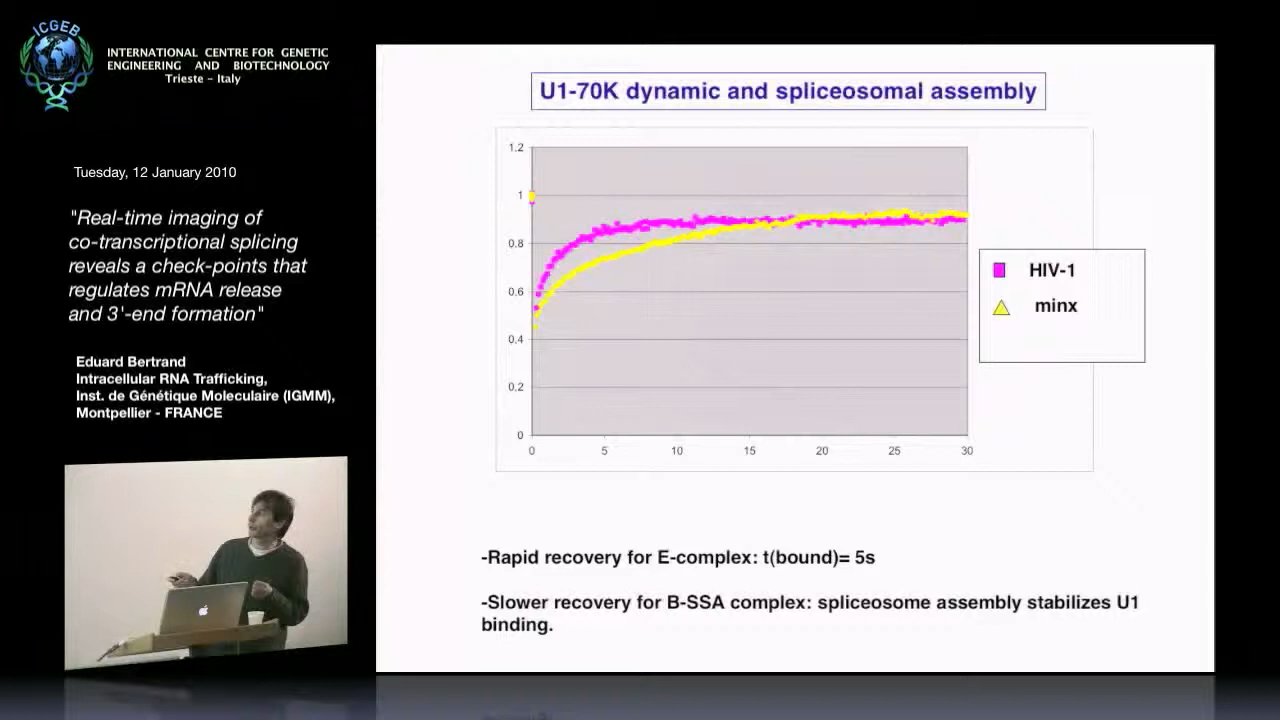 ICGEB
INTERNATIONAL CENTRE FOR GENETIC
ENGINEERING AND BIOTECHNOLOGY
Trieste - Italy
Tuesday, 12 January 2010
"Real-time imaging of
co-transcriptional splicing
reveals a check-points that
regulates mRNA release
and 3'-end formation"
Eduard Bertrand
Intracellular RNA Trafficking,
Inst. de Génétique Moleculaire (IGMM),
Montpellier - FRANCE
U1-70K dynamic and spliceosomal assembly
1.2
1
0.8
0.6
0.4
0.2
0
0 5 10 15 20 25 30
HIV-1
minx
-Rapid recovery for E-complex: t(bound)= 5s
-Slower recovery for B-SSA complex: spliceosome assembly stabilizes U1
binding.